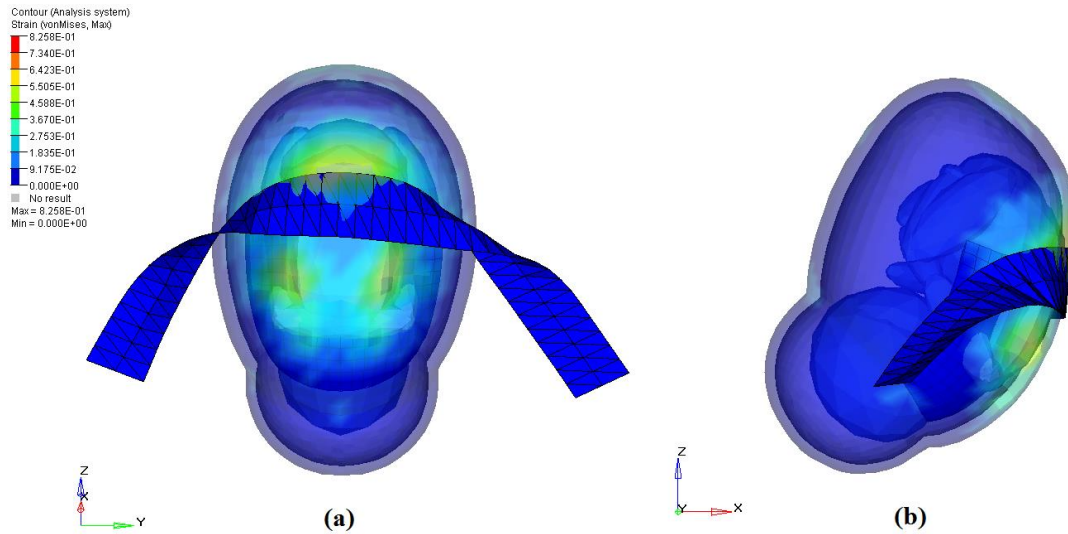 Contour (Analysis system)
Strain (vonMises, Max)
8.258E-01
7.340E-01
6.423E-01
5.505E-01
4.588E-01
3.670E-01
2.753E-01
1.835E-01
9.175E-02
0.000E+00
No result
Max = 8.258E-01
Min = 0.000E+00
Z
X
Y
(a)
Z
Y
X
(b)